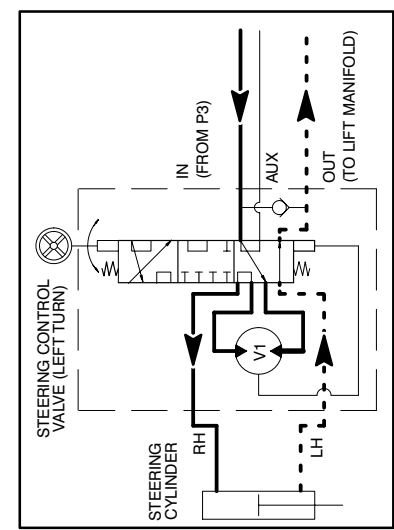 STEERING CONTROL
VALVE (LEFT TURN)
IN
(FROM P3)
AUX
OUT
(TO LIFT MANIFOLD)
STEERING
CYLINDER
RH
V1
LH